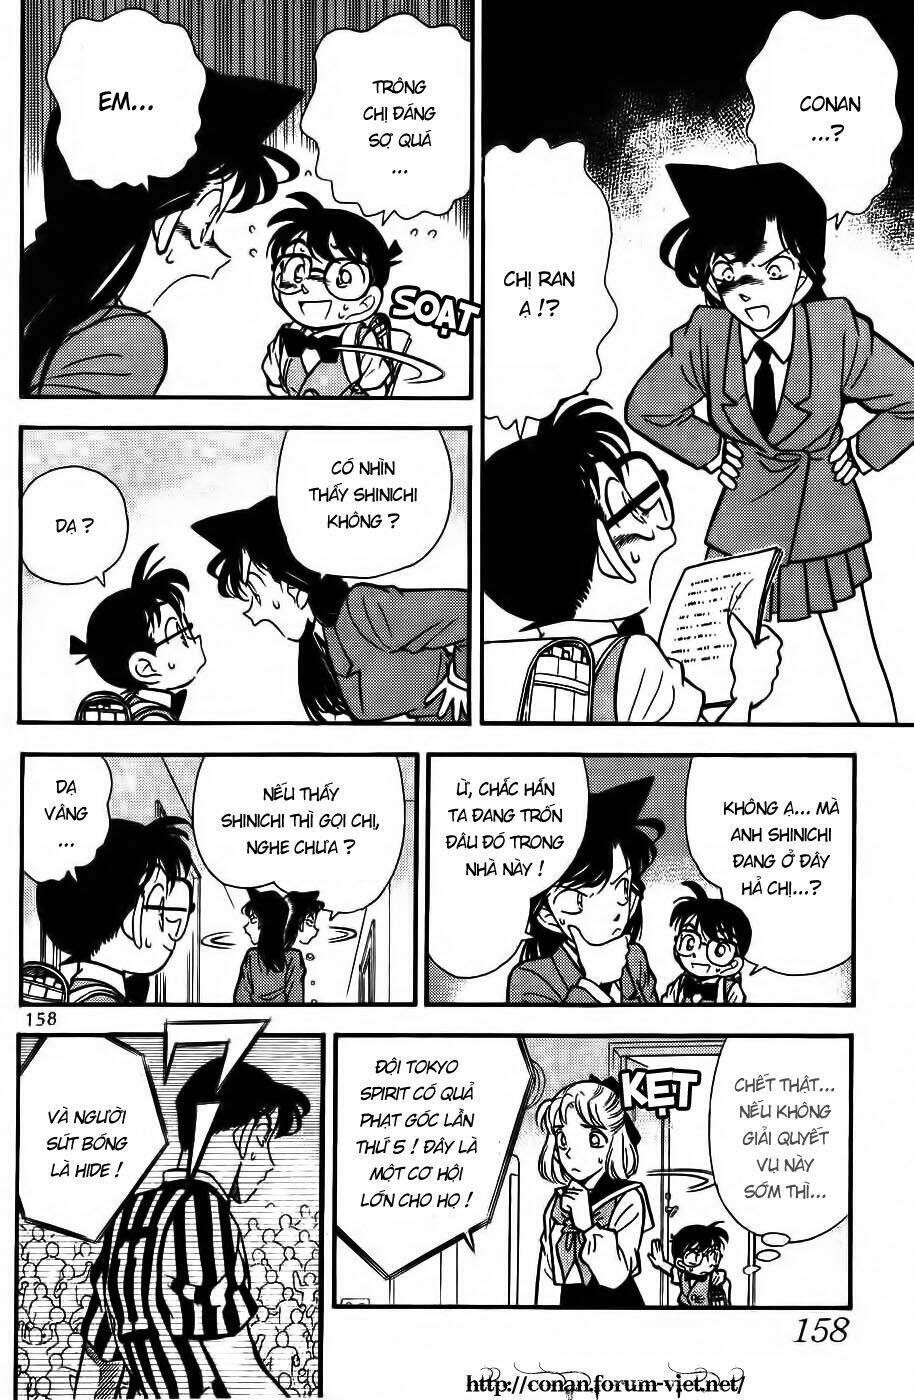 CONAN
...?
CHỊ RAN
Ạ!?
TRÔNG
CHỊ ĐÁNG
SỢ QUÁ
...
EM...
SOẠT
CÓ NHÌN
THẤY SHINICHI
KHÔNG ?
DẠ ?
KHÔNG Ạ... MÀ
ANH SHINICHI
ĐANG Ở ĐÂY
HẢ CHỊ...?
Ừ, CHẮC HẲN
TA ĐANG TRỐN
ĐÂU ĐÓ TRONG
NHÀ NÀY !
NẾU THẤY
SHINICHI THÌ GỌI CHỊ,
NGHE CHƯA ?
DẠ
VÂNG
...
158
CHẾT THẬT...
NẾU KHÔNG
GIẢI QUYẾT
VỤ NÀY
SỚM THÌ...
KẸT
ĐỘI TOKYO
SPIRIT CÓ QUẢ
PHẠT GÓC LẦN
THỨ 5 ! ĐÂY LÀ
MỘT CƠ HỘI
LỚN CHO HỌ !
VÀ NGƯỜI
SÚT BÓNG
LÀ HIDE !
158
http://conan.forum-viet.net/